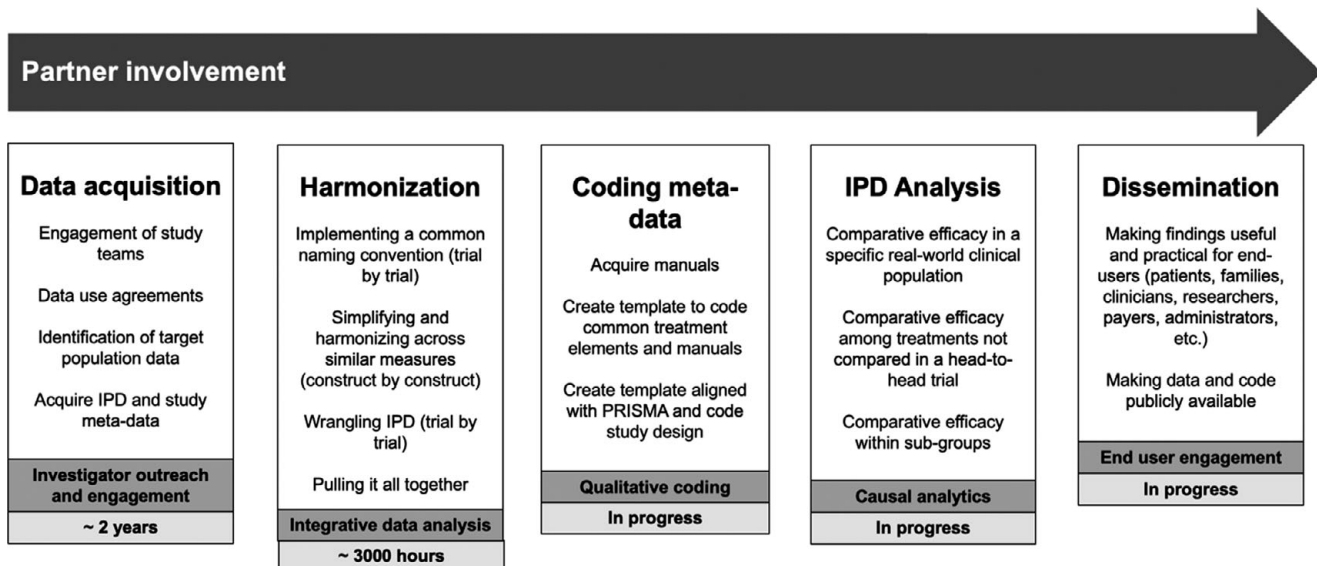 Partner involvement
Data acquisition
Engagement of study
teams
Data use agreements
Identification of target
population data
Acquire IPD and study
meta-data
Investigator outreach
and engagement
~ 2 years
Harmonization
Implementing a common
naming convention (trial
by trial)
Simplifying and
harmonizing across
similar measures
(construct by construct)
Wrangling IPD (trial by
trial)
Pulling it all together
Integrative data analysis
~ 3000 hours
Coding meta-
data
Acquire manuals
Create template to code
common treatment
elements and manuals
Create template aligned
with PRISMA and code
study design
Qualitative coding
In progress
IPD Analysis
Comparative efficacy in a
specific real-world clinical
population
Comparative efficacy
among treatments not
compared in a head-to-
head trial
Comparative efficacy
within sub-groups
Causal analytics
In progress
Dissemination
Making findings useful
and practical for end-
users (patients, families,
clinicians, researchers,
payers, administrators,
etc.)
Making data and code
publicly available
End user engagement
In progress